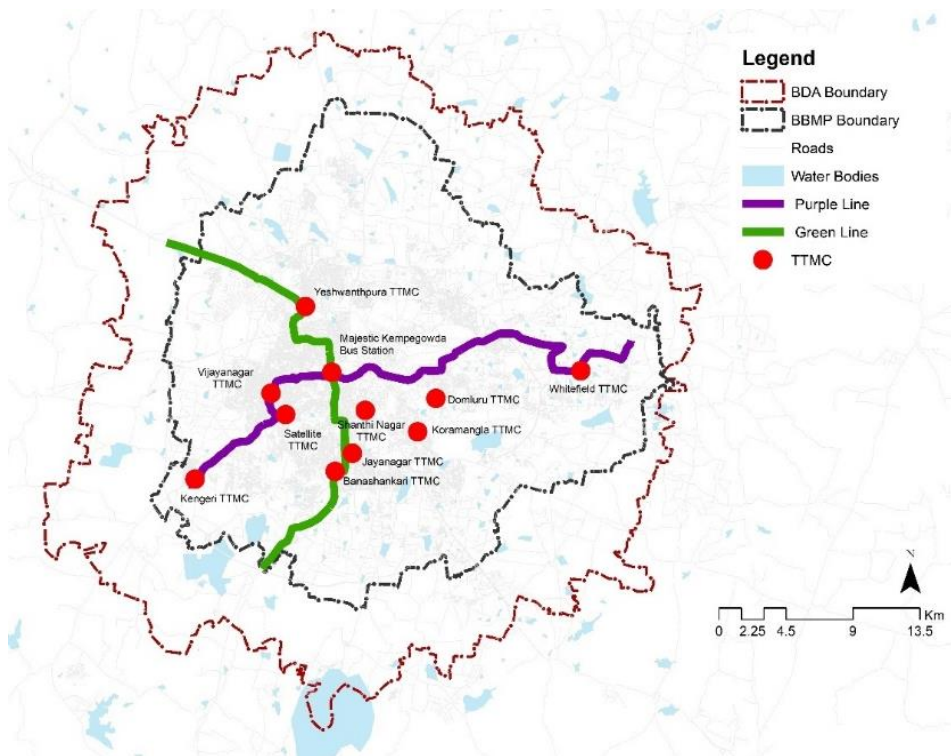 Legend
BDA Boundary
BBMP Boundary
Roads
Water Bodies
Purple Line
Green Line
TTMC
Yeshwanthpura TTMC
Majestic Kempegowda
Bus Station
Vijayanagar
TTMC
Whitefield TTMC
Domluru TTMC
Satellite
TTMC
Shanthi Nagar
TTMC
Koramangla TTMC
Jayanagar TTMC
Banashankari TTMC
Kengeri TTMC
N
Km
0 2.25 4.5 9 13.5